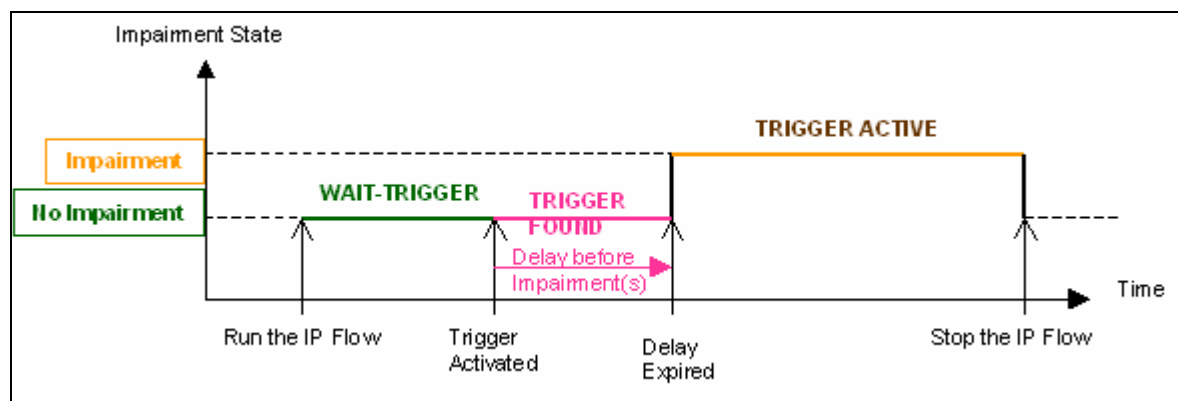 Impairment State
TRIGGER ACTIVE
Impairment
WAIT-TRIGGER
TRIGGER
FOUND
No Impairment
Delay before
Impairment(s)
Time
Run the IP Flow
Trigger
Activated
Delay
Expired
Stop the IP Flow